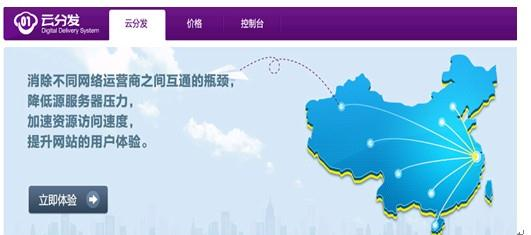 01 云分发
Digital Delivery System
云分发 价格 控制台
消除不同网络运营商之间互通的瓶颈，
降低源服务器压力，
加速资源访问速度，
提升网站的用户体验。
立即体验